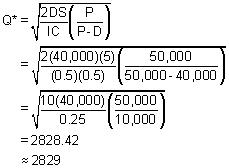 Q* = √(2DS/IC (P/P-D))
= √(2(40,000)(5)/(0.5)(0.5) (50,000/50,000 - 40,000))
= √(10(40,000)/0.25 (50,000/10,000))
= 2828.42
≈ 2829